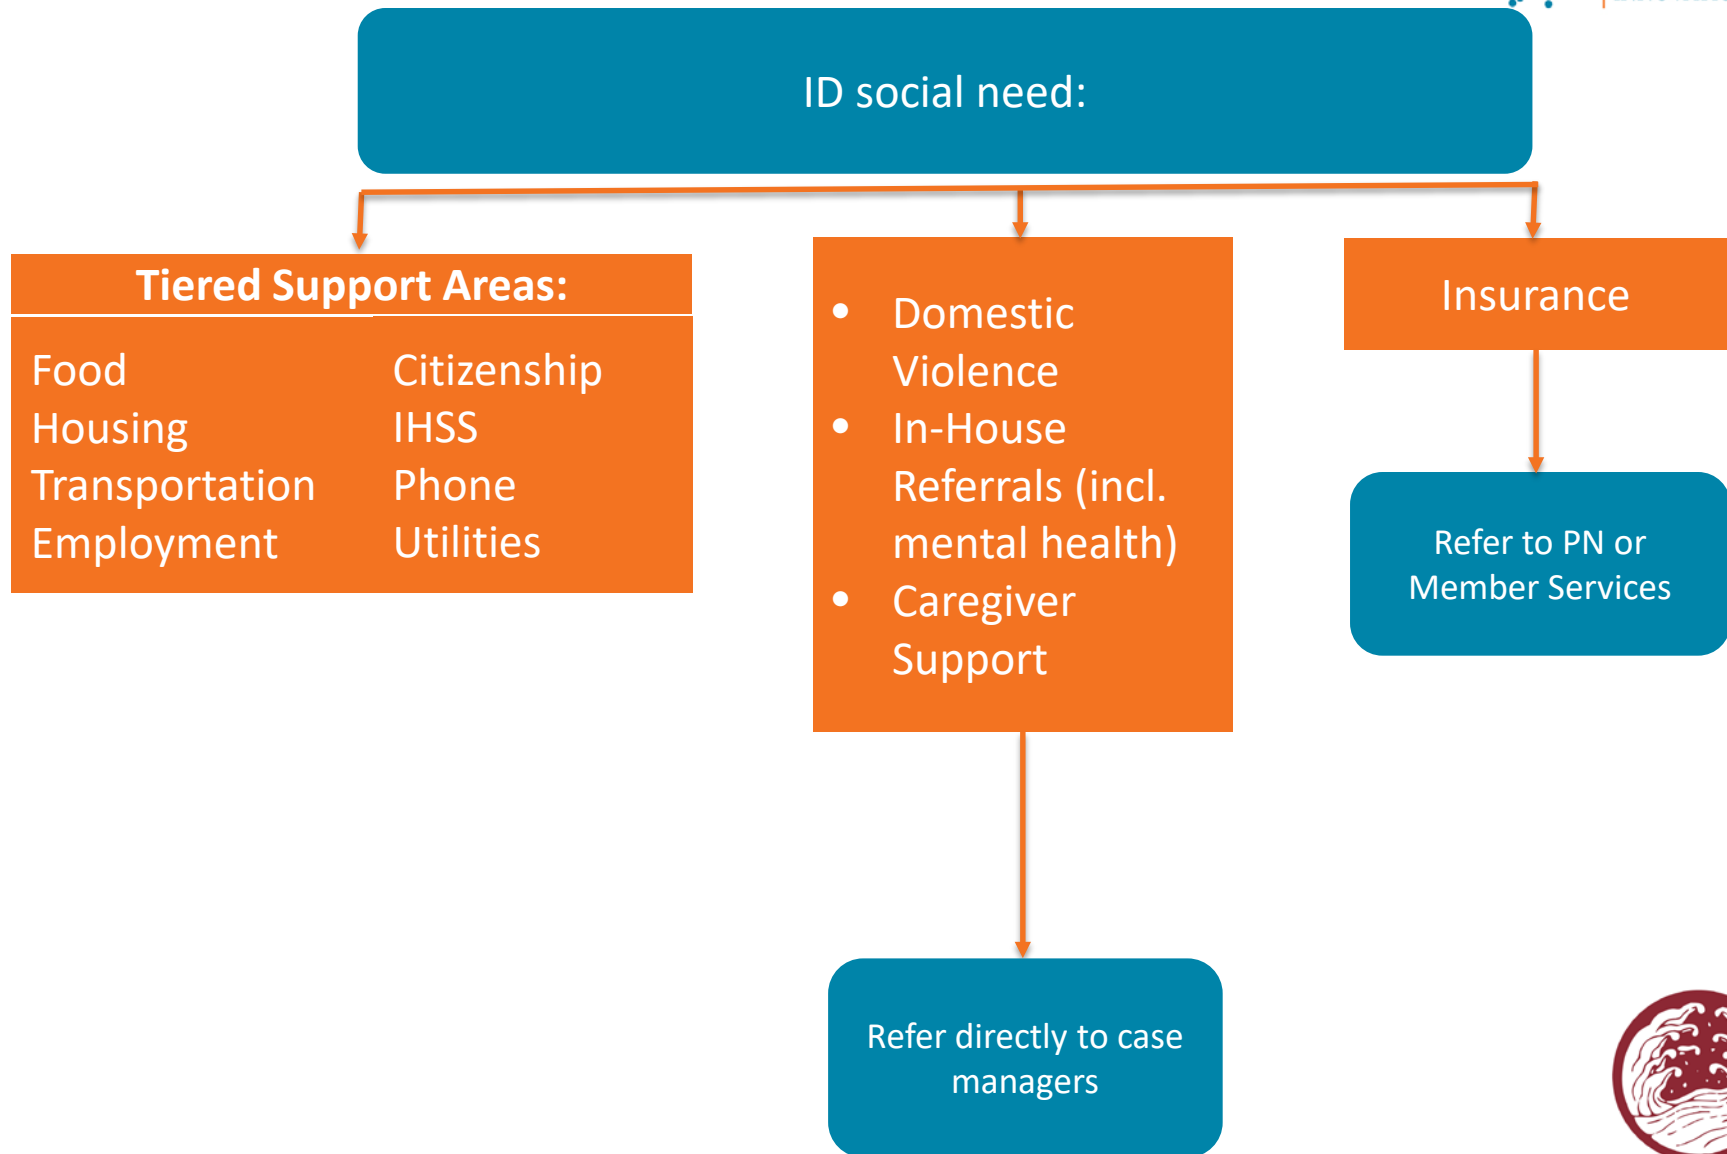 ID social need:
Tiered Support Areas:
Food
Housing
Transportation
Employment
Citizenship
IHSS
Phone
Utilities
• Domestic
Violence
• In-House
Referrals (incl.
mental health)
• Caregiver
Support
Insurance
Refer to PN or
Member Services
Refer directly to case
managers